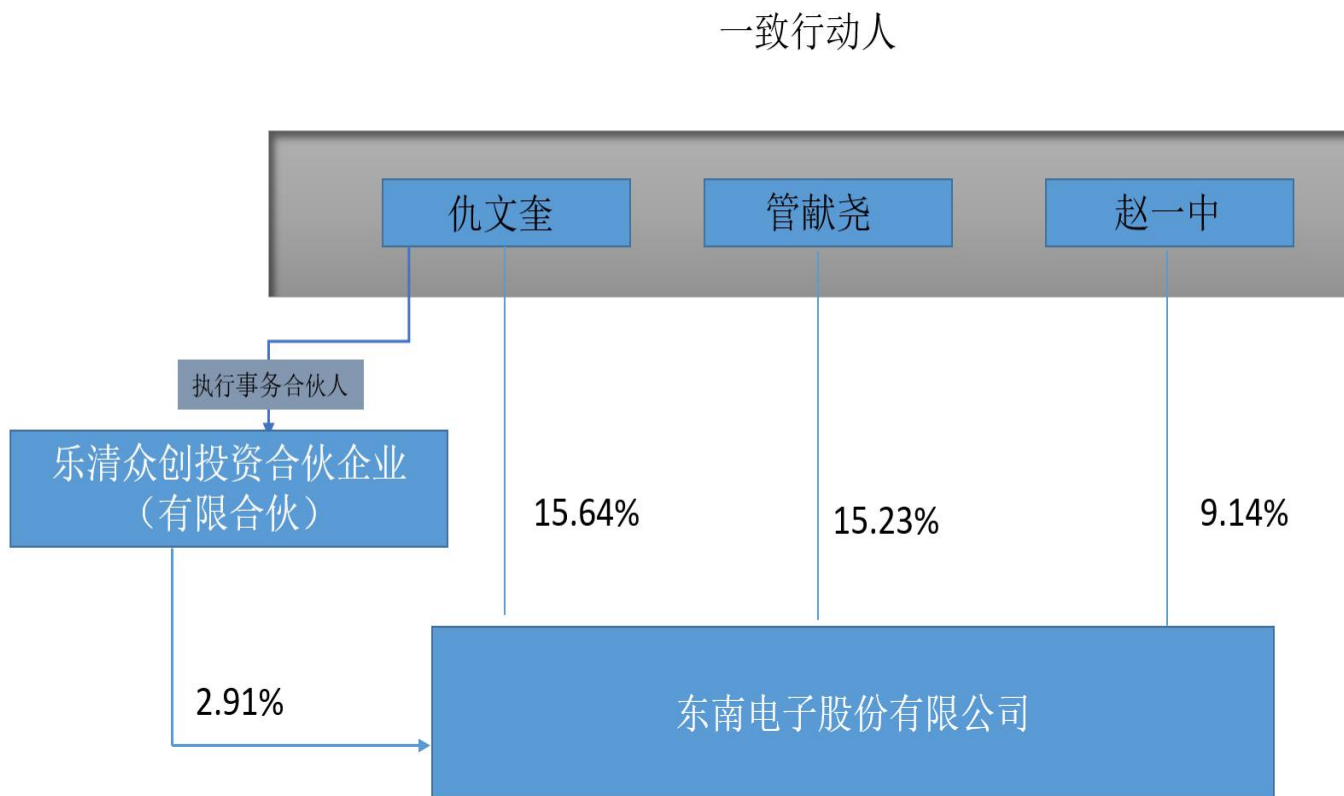 一致行动人
仇文奎
管献尧
赵一中
执行事务合伙人
乐清众创投资合伙企业
（有限合伙）
15.64%
15.23%
9.14%
2.91%
东南电子股份有限公司